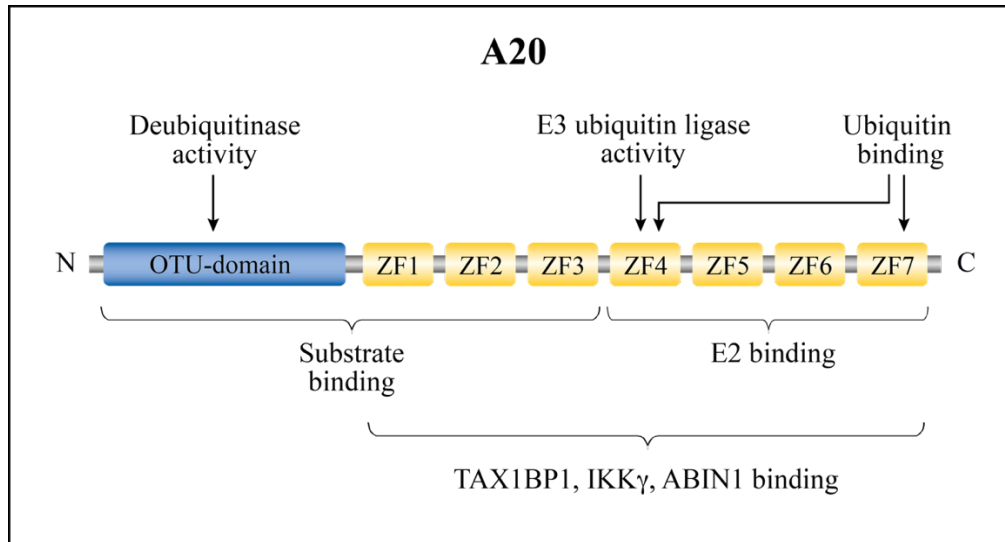 A20
Deubiquitinase
activity
E3 ubiquitin ligase
activity
Ubiquitin
binding
N OTU-domain ZF1 ZF2 ZF3 ZF4 ZF5 ZF6 ZF7 C
Substrate
binding
E2 binding
TAX1BP1, IKKγ, ABIN1 binding